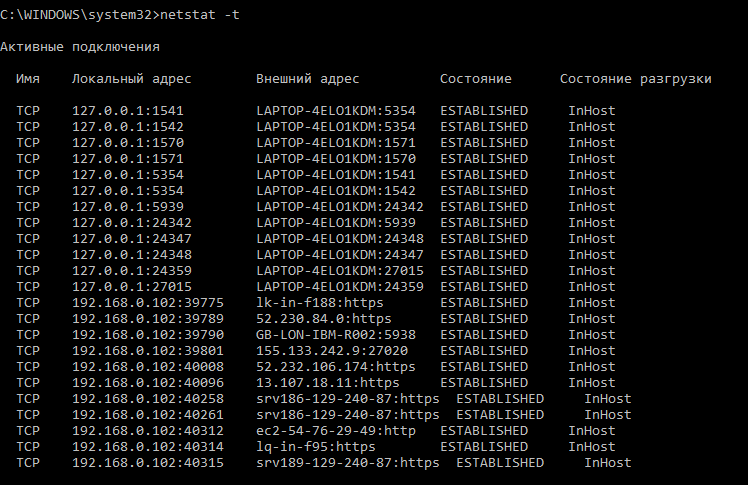 C:\WINDOWS\system32>netstat -t
Активные подключения
Имя Локальный адрес Внешний адрес Состояние Состояние разгрузки
TCP 127.0.0.1:1541 LAPTOP-4ELO1KDM:5354 ESTABLISHED InHost
TCP 127.0.0.1:1542 LAPTOP-4ELO1KDM:5354 ESTABLISHED InHost
TCP 127.0.0.1:1570 LAPTOP-4ELO1KDM:1571 ESTABLISHED InHost
TCP 127.0.0.1:1571 LAPTOP-4ELO1KDM:1570 ESTABLISHED InHost
TCP 127.0.0.1:5354 LAPTOP-4ELO1KDM:1541 ESTABLISHED InHost
TCP 127.0.0.1:5354 LAPTOP-4ELO1KDM:1542 ESTABLISHED InHost
TCP 127.0.0.1:5939 LAPTOP-4ELO1KDM:24342 ESTABLISHED InHost
TCP 127.0.0.1:24342 LAPTOP-4ELO1KDM:5939 ESTABLISHED InHost
TCP 127.0.0.1:24347 LAPTOP-4ELO1KDM:24348 ESTABLISHED InHost
TCP 127.0.0.1:24348 LAPTOP-4ELO1KDM:24347 ESTABLISHED InHost
TCP 127.0.0.1:24359 LAPTOP-4ELO1KDM:27015 ESTABLISHED InHost
TCP 127.0.0.1:27015 LAPTOP-4ELO1KDM:24359 ESTABLISHED InHost
TCP 192.168.0.102:39775 lk-in-f188:https ESTABLISHED InHost
TCP 192.168.0.102:39789 52.230.84.0:https ESTABLISHED InHost
TCP 192.168.0.102:39790 GB-LON-IBM-R002:5938 ESTABLISHED InHost
TCP 192.168.0.102:39801 155.133.242.9:27020 ESTABLISHED InHost
TCP 192.168.0.102:40008 52.232.106.174:https ESTABLISHED InHost
TCP 192.168.0.102:40096 13.107.18.11:https ESTABLISHED InHost
TCP 192.168.0.102:40258 srv186-129-240-87:https ESTABLISHED InHost
TCP 192.168.0.102:40261 srv186-129-240-87:https ESTABLISHED InHost
TCP 192.168.0.102:40312 ec2-54-76-29-49:http ESTABLISHED InHost
TCP 192.168.0.102:40314 lq-in-f95:https ESTABLISHED InHost
TCP 192.168.0.102:40315 srv189-129-240-87:https ESTABLISHED InHost